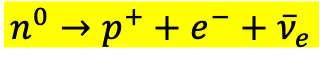 n⁰ → p⁺ + e⁻ + ν̄ₑ